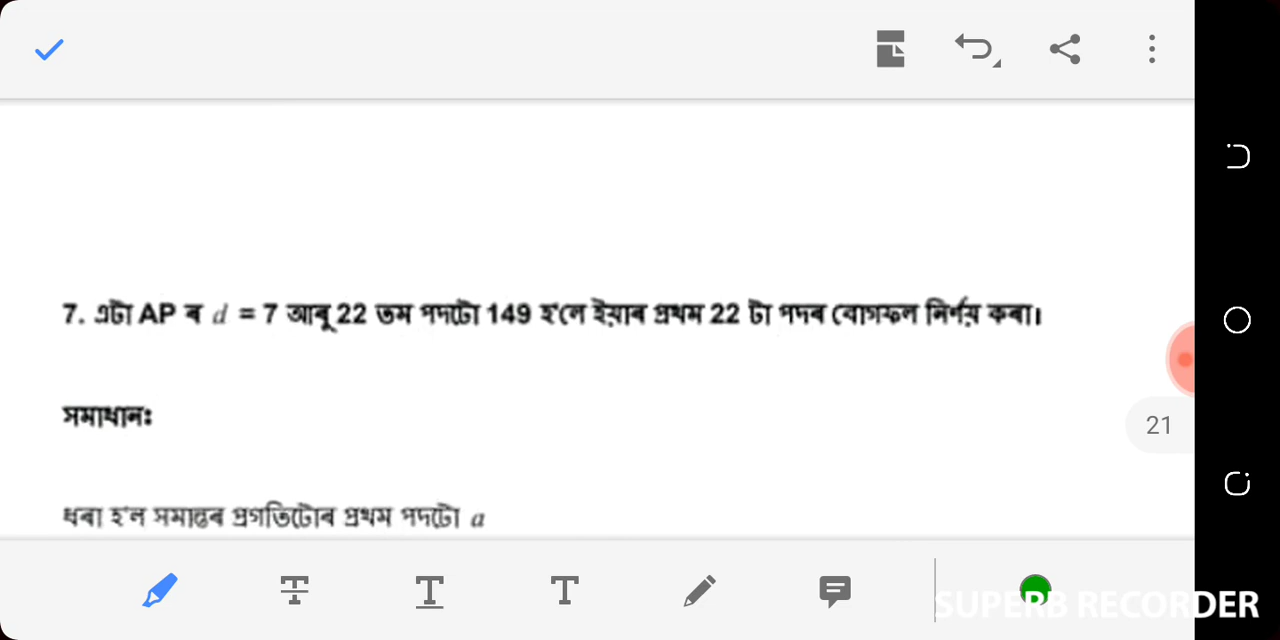 7. এটা AP ৰ d = 7 আৰু 22 তম পদটো 149 হ'লে ইয়াৰ প্ৰথম 22 টা পদৰ যোগফল নিৰ্ণয় কৰা।
সমাধানঃ
21
ধৰা হ'ল সমান্তৰ প্ৰগতিটোৰ প্ৰথম পদটো a
SUPERB RECORDER